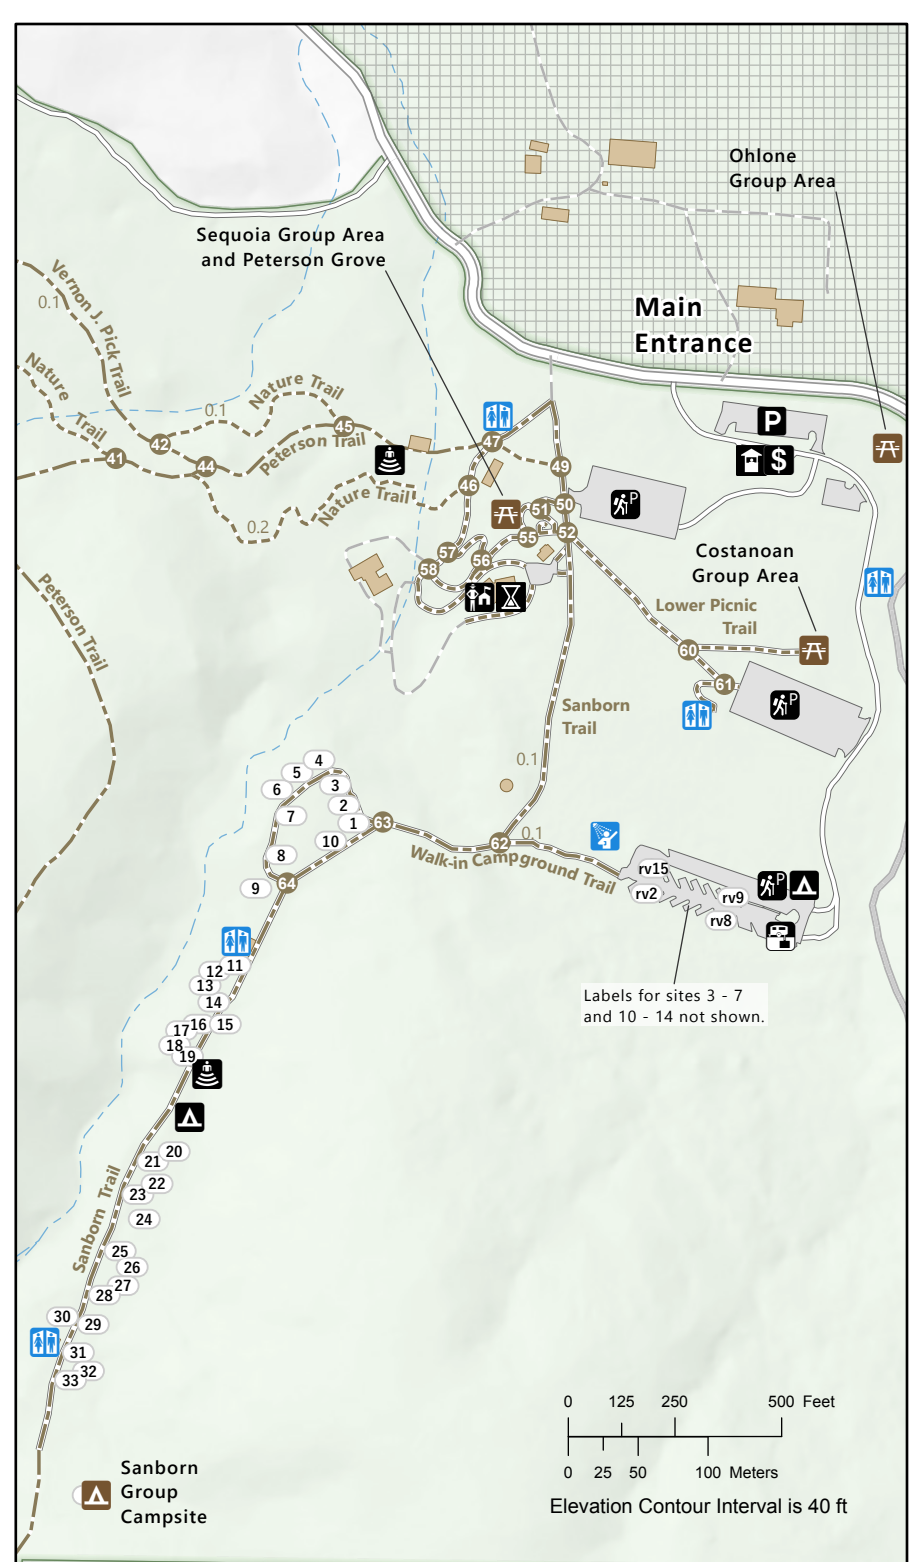 Ohlone
Group Area
Sequoia Group Area
and Peterson Grove
Main
Entrance
Vernon J. Pick Trail
0.1
Nature Trail
0.1
Nature Trail
Peterson Trail
45
42
41
44
47
46
49
P
$
0.2
Nature Trail
51
50
P
55
52
57
56
58
Costanoan
Group Area
Lower Picnic
Trail
Peterson Trail
60
61
P
Sanborn
Trail
0.1
4
5
3
6
2
7
1
63
10
8
62
0.1
Walk-in Campground Trail
9
64
rv15
rv2
rv9
rv8
P
Labels for sites 3 - 7
and 10 - 14 not shown.
11
12
13
14
16
15
17
18
19
20
21
22
23
24
Sanborn Trail
25
26
27
28
30
29
31
32
33
Sanborn
Group
Campsite
0 125 250 500 Feet
0 25 50 100 Meters
Elevation Contour Interval is 40 ft